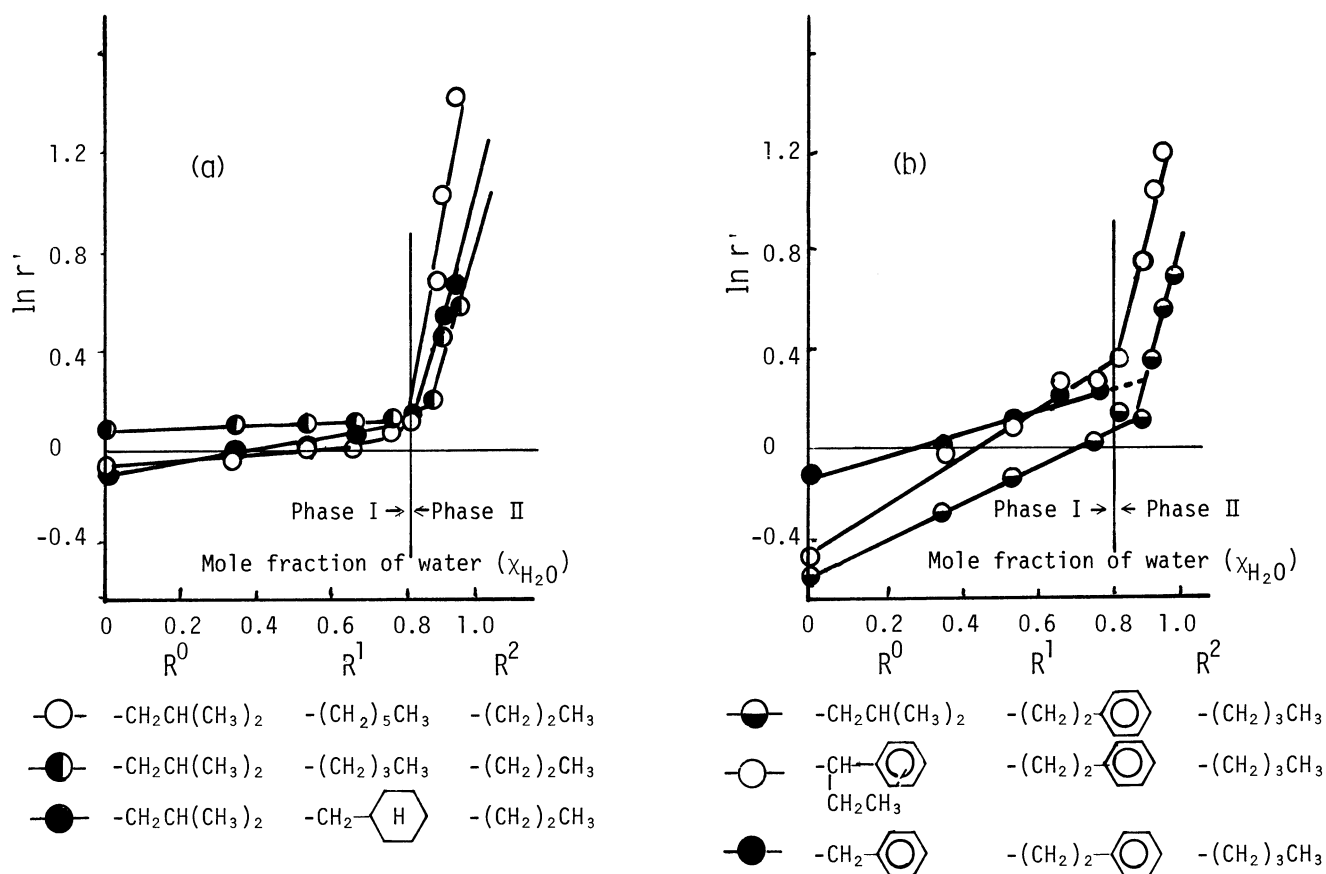 (a)
ln r'
1.2
0.8
0.4
0
-0.4
Phase I → ← Phase II
Mole fraction of water (χH₂O)
0 0.2 0.4 0.6 0.8 1.0
R⁰ R¹ R²
-CH₂CH(CH₃)₂ -(CH₂)₅CH₃ -(CH₂)₂CH₃
-CH₂CH(CH₃)₂ -(CH₂)₃CH₃ -(CH₂)₂CH₃
-CH₂CH(CH₃)₂ -CH₂- H -(CH₂)₂CH₃
(b)
ln r'
1.2
0.8
0.4
0
-0.4
Phase I → ← Phase II
Mole fraction of water (χH₂O)
0 0.2 0.4 0.6 0.8 1.0
R⁰ R¹ R²
-CH₂CH(CH₃)₂ -(CH₂)₂- -(CH₂)₃CH₃
-CH- -(CH₂)₂- -(CH₂)₃CH₃
CH₂CH₃
-CH₂- -(CH₂)₂- -(CH₂)₃CH₃